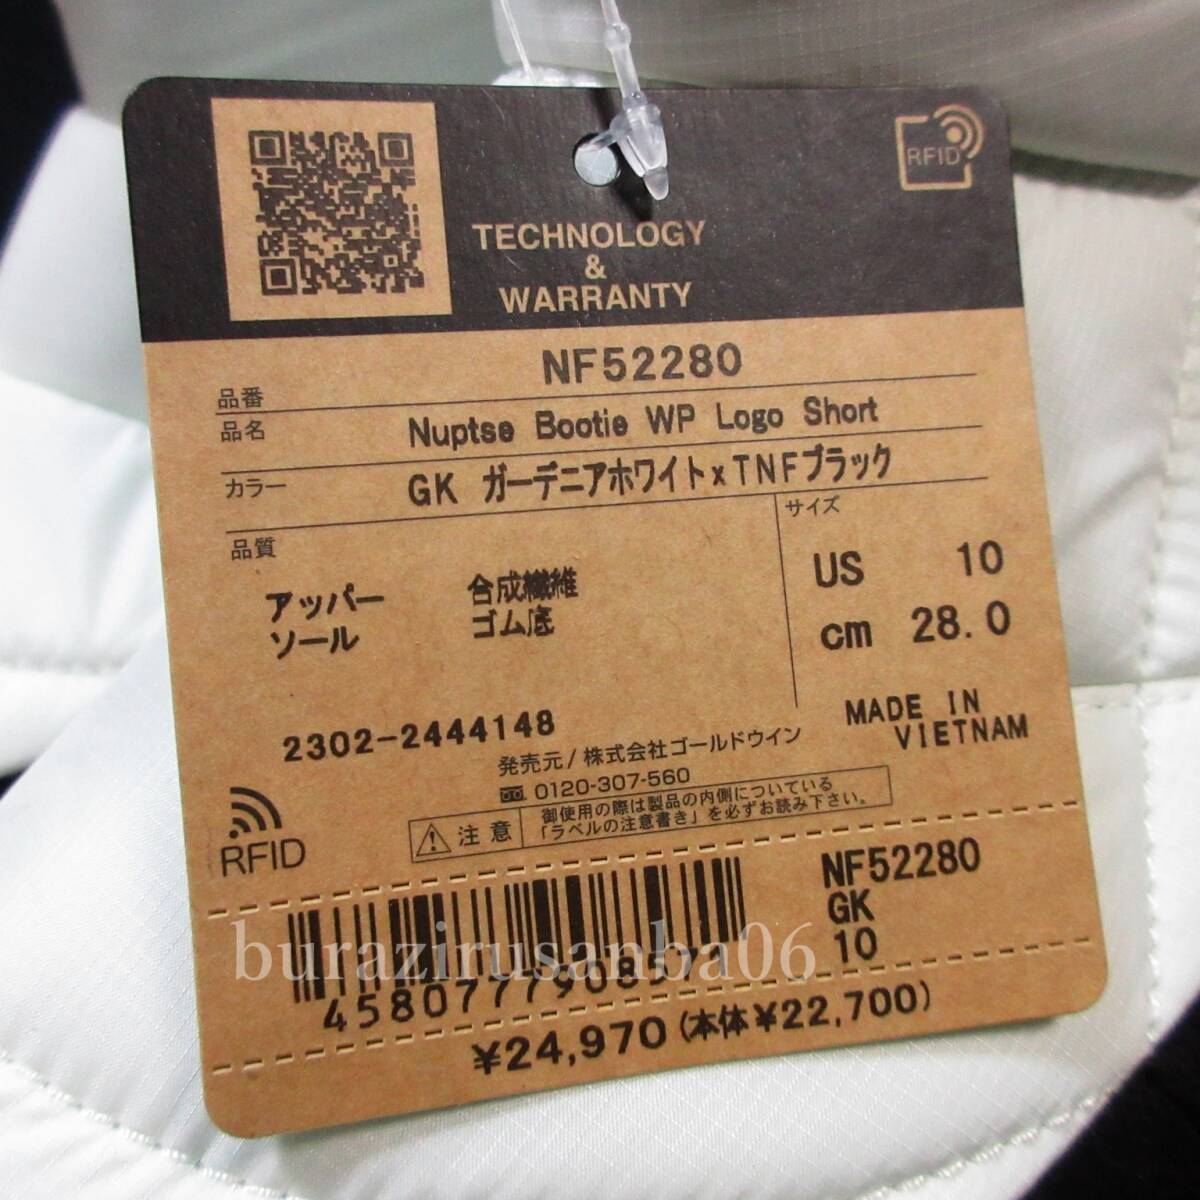 RFID
TECHNOLOGY
&
WARRANTY
品番 NF52280
品名 Nuptse Bootie WP Logo Short
カラー GK ガーデニアホワイトxTNFブラック
品質
アッパー 合成繊維
ソール ゴム底
サイズ
US 10
cm 28.0
2302-2444148
MADE IN
VIETNAM
発売元/株式会社ゴールドウイン
0120-307-560
注意
御使用の際は製品の内側についている
「ラベルの注意書き」を必ずお読み下さい。
RFID
NF52280
GK
10
burazirusanba06
4580777908571
¥24,970(本体¥22,700)